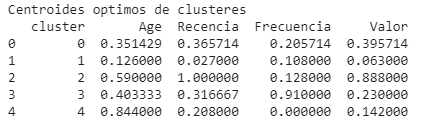 Centroides optimos de clusteres
cluster Age Recencia Frecuencia Valor
0 0 0.351429 0.365714 0.205714 0.395714
1 1 0.126000 0.027000 0.108000 0.063000
2 2 0.590000 1.000000 0.128000 0.888000
3 3 0.403333 0.316667 0.910000 0.230000
4 4 0.844000 0.208000 0.000000 0.142000